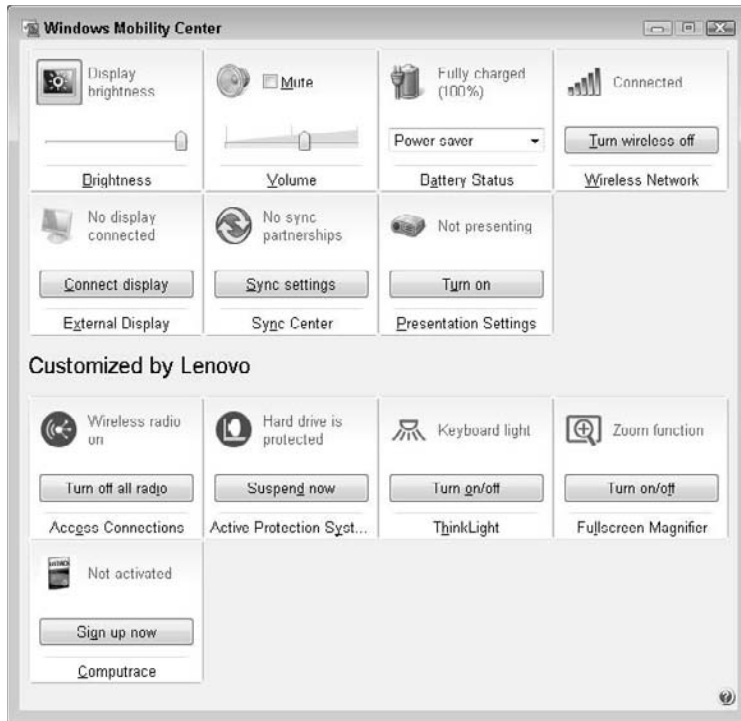 Windows Mobility Center
Display
brightness
Brightness
Mute
Volume
Fully charged
(100%)
Power saver
Battery Status
Connected
Turn wireless off
Wireless Network
No display
connected
Connect display
External Display
No sync
partnerships
Sync settings
Sync Center
Not presenting
Turn on
Presentation Settings
Customized by Lenovo
Wireless radio
on
Turn off all radio
Access Connections
Hard drive is
protected
Suspend now
Active Protection Syst...
Keyboard light
Turn on/off
ThinkLight
Zoom function
Turn on/off
Fullscreen Magnifier
Not activated
Sign up now
Computrace